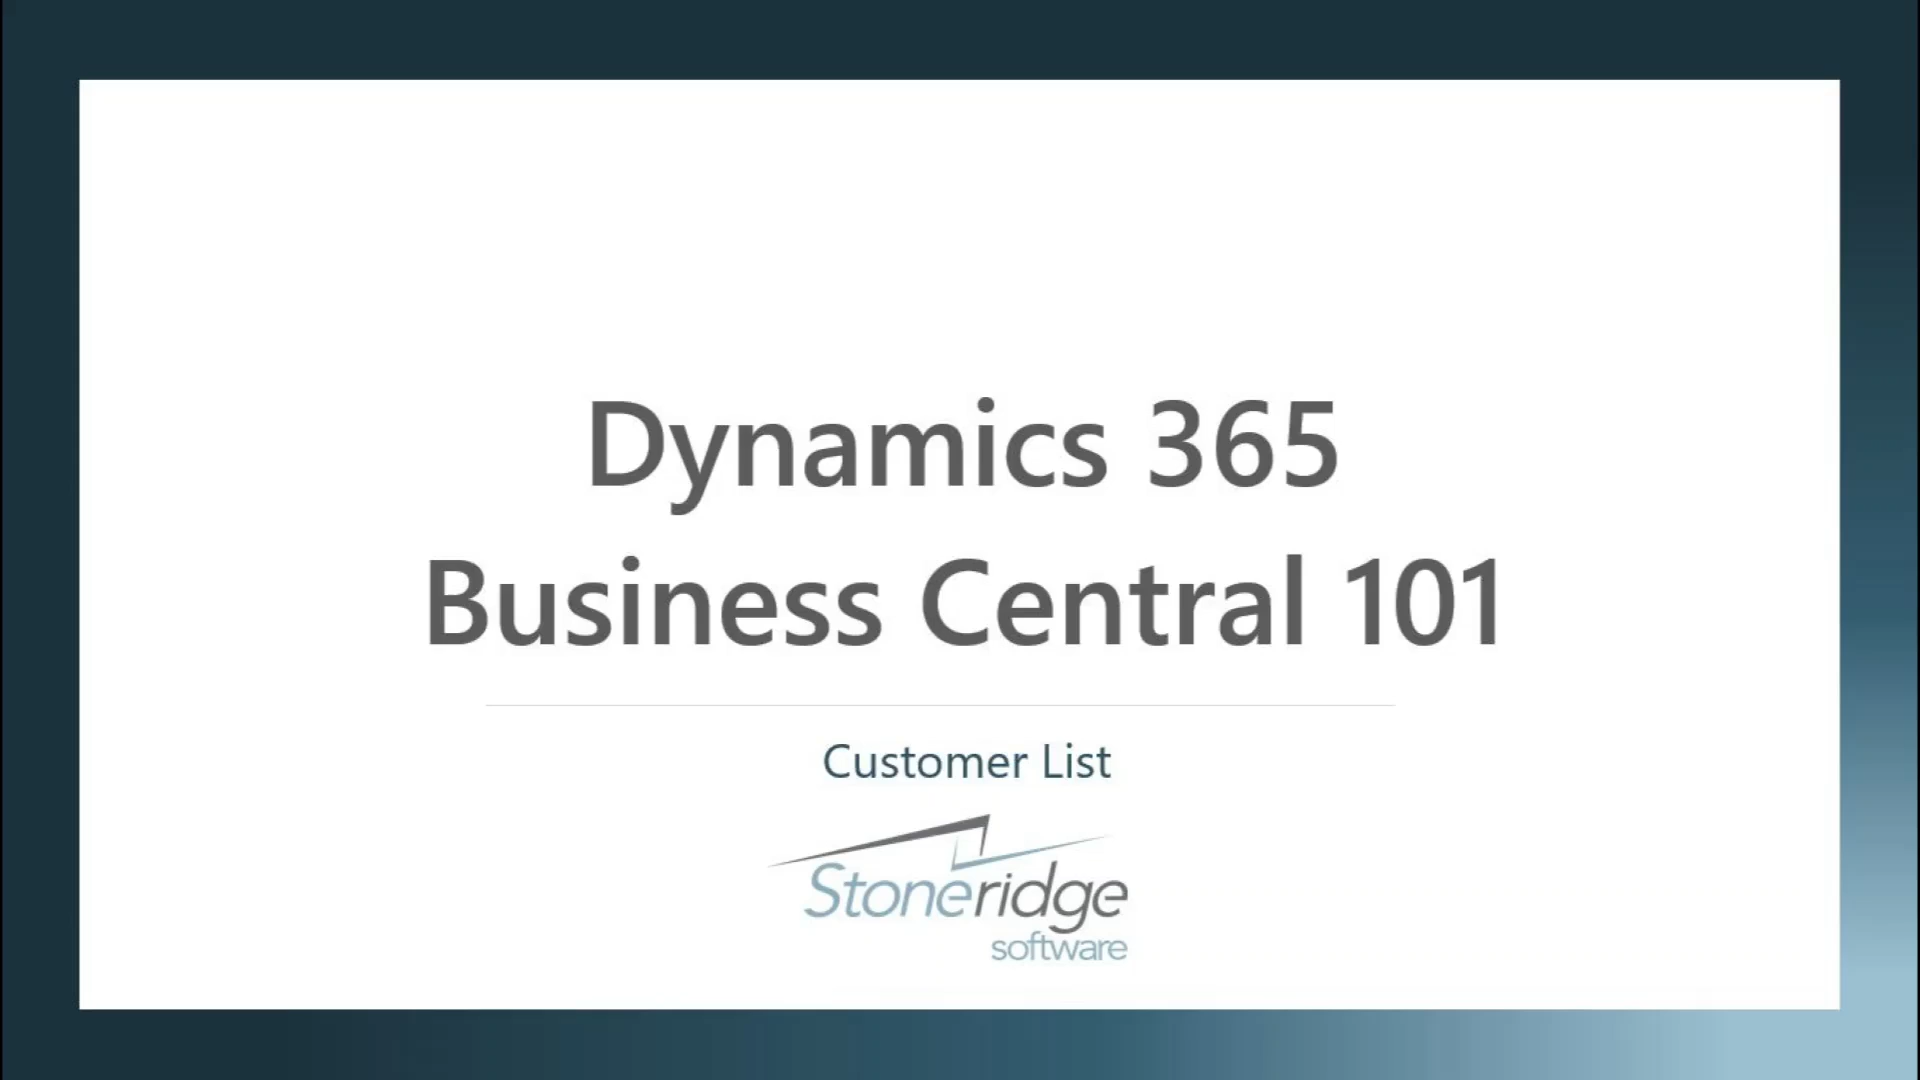 Dynamics 365
Business Central 101
Customer List
Stoneridge
software